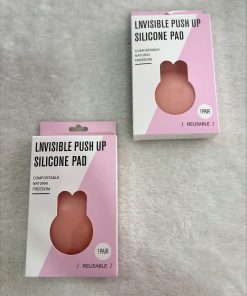 LNVISIBLE PUSH UP
SILICONE PAD
COMFORTABLE
NATURAL
FREEDOM
1PAIR
/ REUSABLE /
LNVISIBLE PUSH UP
SILICONE PAD
COMFORTABLE
NATURAL
FREEDOM
1PAIR
/ REUSABLE /